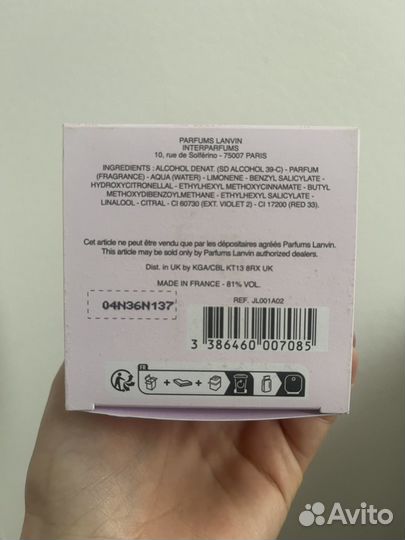 PARFUMS LANVIN
INTERPARFUMS
10, rue de Solférino - 75007 PARIS
INGREDIENTS : ALCOHOL DENAT. (SD ALCOHOL 39-C) - PARFUM
(FRAGRANCE) - AQUA (WATER) - LIMONENE - BENZYL SALICYLATE -
HYDROXYCITRONELLAL - ETHYLHEXYL METHOXYCINNAMATE - BUTYL
METHOXYDIBENZOYLMETHANE - ETHYLHEXYL SALICYLATE -
LINALOOL - CITRAL - CI 60730 (EXT. VIOLET 2) - CI 17200 (RED 33).
Cet article ne peut être vendu que par les dépositaires agréés Parfums Lanvin.
This article may be sold only by Parfums Lanvin authorized dealers.
Dist. in UK by KGA/CBL KT13 8RX UK
MADE IN FRANCE - 81% VOL.
04N36N137
REF. JL001A02
3 386460 007085
FR
+ +
Avito